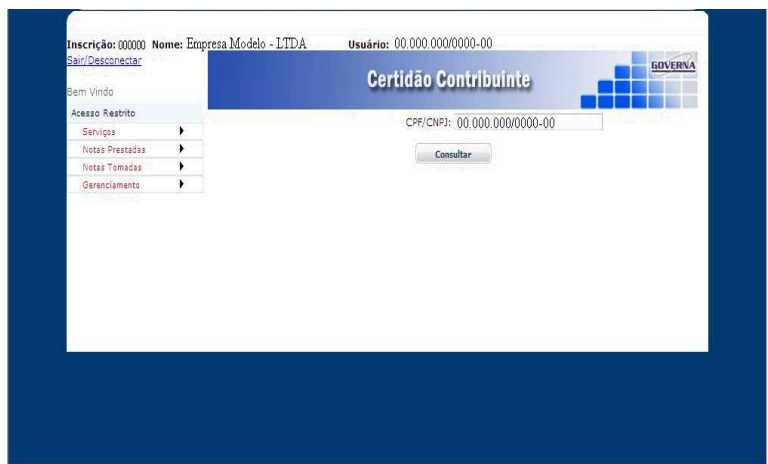 Inscrição: 000000 Nome: Empresa Modelo - LTDA Usuário: 00.000.000/0000-00
Sair/Desconectar
GOVERNA
Certidão Contribuinte
Bem Vindo
Acesso Restrito
CPF/CNPJ: 00.000.000/0000-00
Serviços
Notas Prestadas
Consultar
Notas Tomadas
Gerenciamento